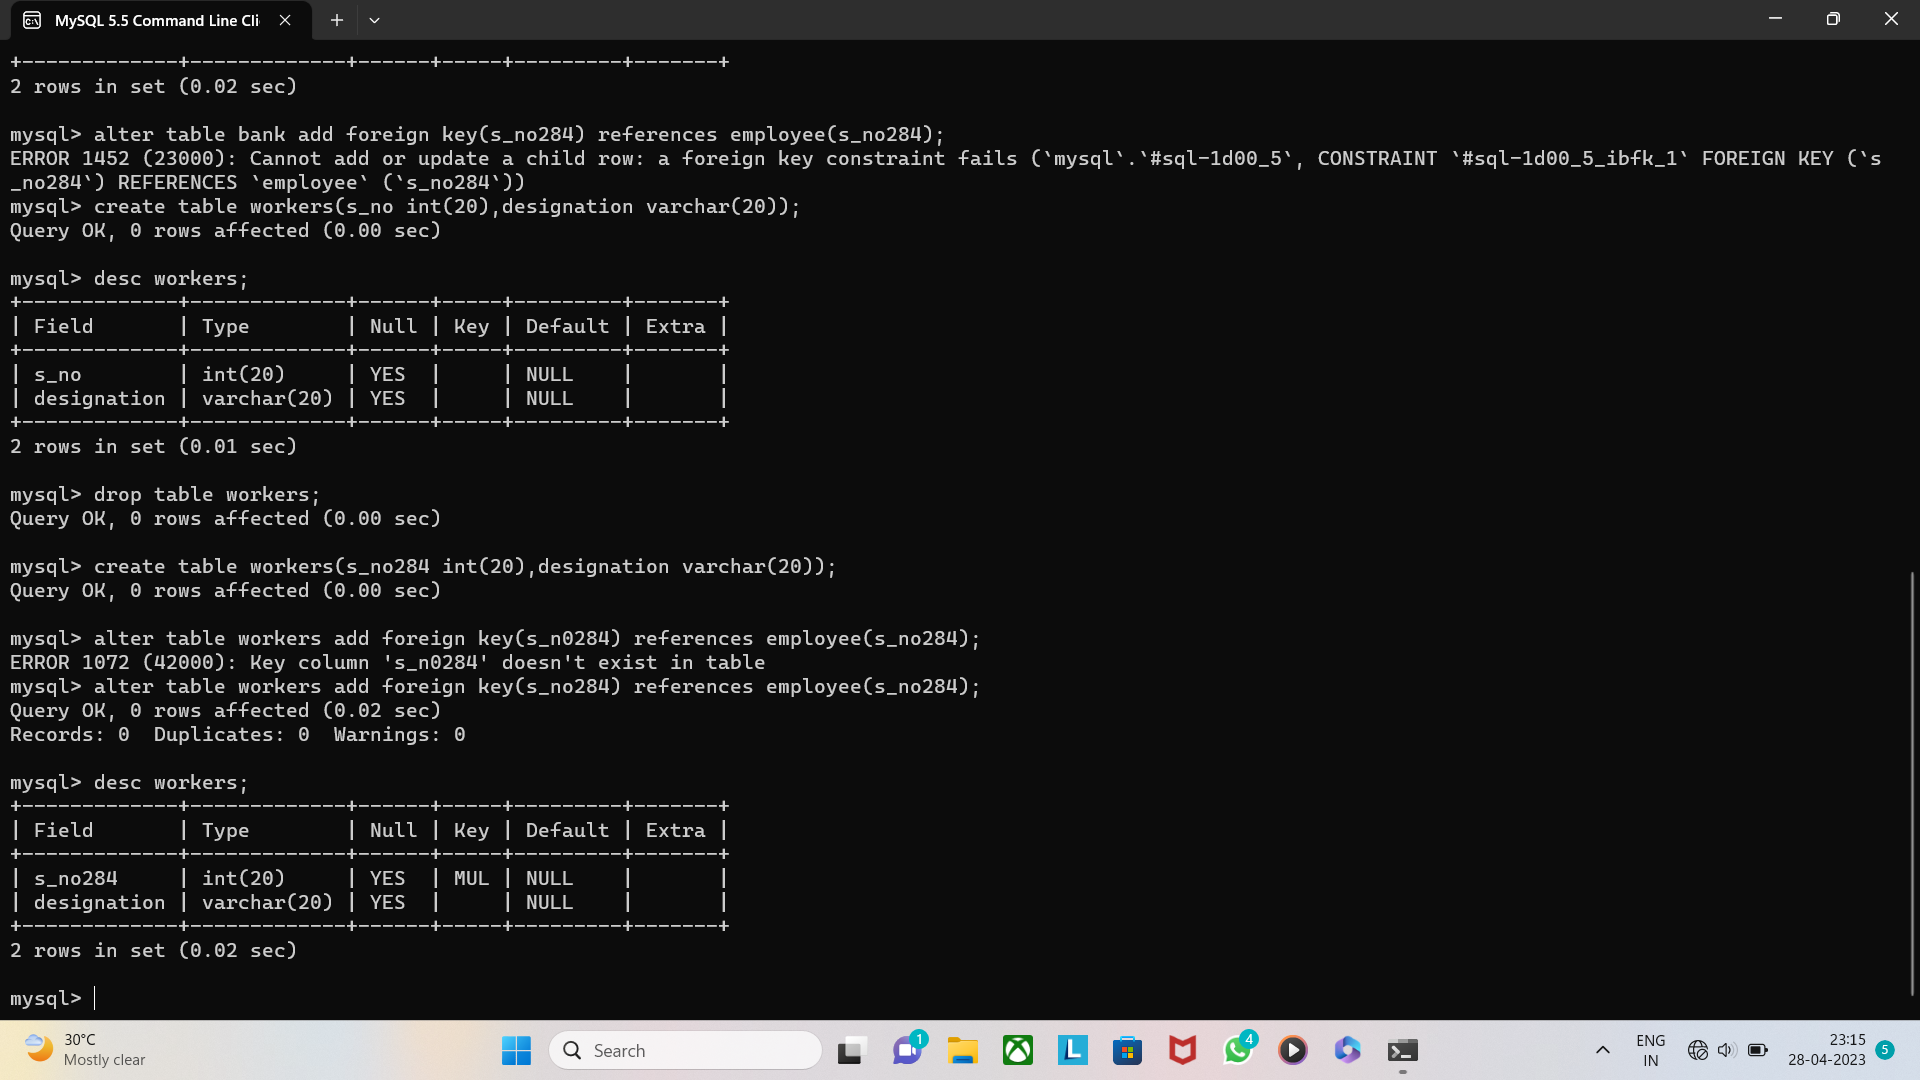 MySQL 5.5 Command Line Cli
+-------------+-------------+------+-----+---------+-------+
2 rows in set (0.02 sec)
mysql> alter table bank add foreign key(s_no284) references employee(s_no284);
ERROR 1452 (23000): Cannot add or update a child row: a foreign key constraint fails (`mysql`.`#sql-1d00_5`, CONSTRAINT `#sql-1d00_5_ibfk_1` FOREIGN KEY (`s
_no284`) REFERENCES `employee` (`s_no284`))
mysql> create table workers(s_no int(20),designation varchar(20));
Query OK, 0 rows affected (0.00 sec)
mysql> desc workers;
+-------------+-------------+------+-----+---------+-------+
| Field       | Type        | Null | Key | Default | Extra |
+-------------+-------------+------+-----+---------+-------+
| s_no        | int(20)     | YES  |     | NULL    |       |
| designation | varchar(20) | YES  |     | NULL    |       |
+-------------+-------------+------+-----+---------+-------+
2 rows in set (0.01 sec)
mysql> drop table workers;
Query OK, 0 rows affected (0.00 sec)
mysql> create table workers(s_no284 int(20),designation varchar(20));
Query OK, 0 rows affected (0.00 sec)
mysql> alter table workers add foreign key(s_n0284) references employee(s_no284);
ERROR 1072 (42000): Key column 's_n0284' doesn't exist in table
mysql> alter table workers add foreign key(s_no284) references employee(s_no284);
Query OK, 0 rows affected (0.02 sec)
Records: 0  Duplicates: 0  Warnings: 0
mysql> desc workers;
+-------------+-------------+------+-----+---------+-------+
| Field       | Type        | Null | Key | Default | Extra |
+-------------+-------------+------+-----+---------+-------+
| s_no284     | int(20)     | YES  | MUL | NULL    |       |
| designation | varchar(20) | YES  |     | NULL    |       |
+-------------+-------------+------+-----+---------+-------+
2 rows in set (0.02 sec)
mysql>
30°C
Mostly clear
Search
1
L
4
ENG
IN
23:15
28-04-2023
5